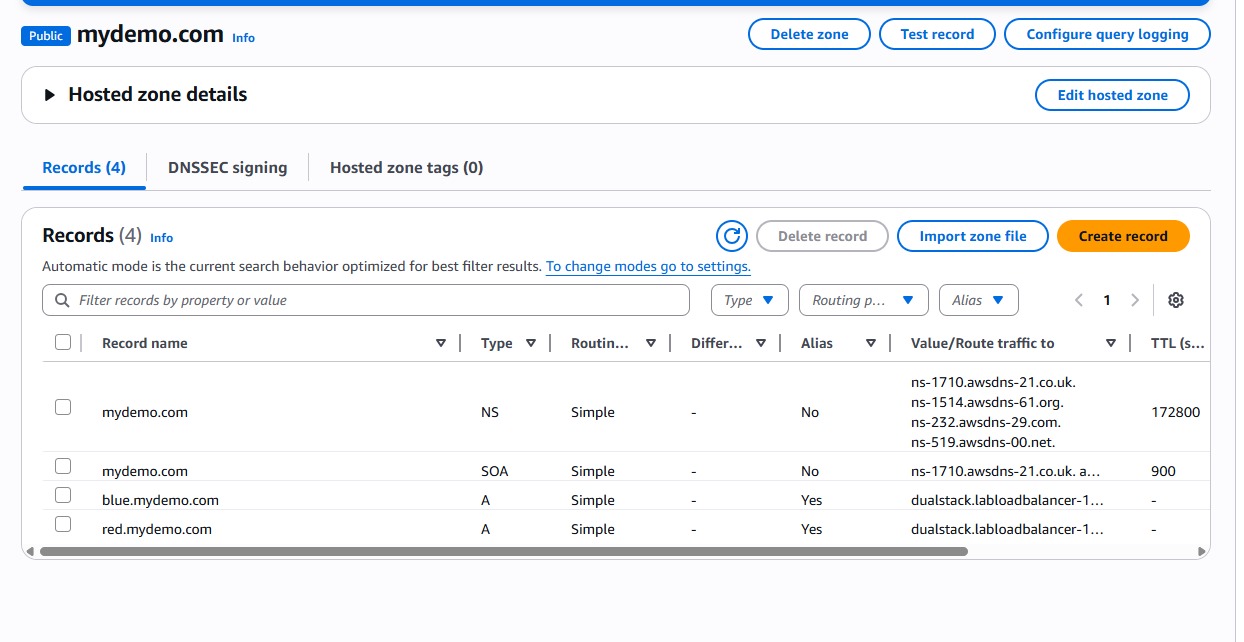 Public mydemo.com Info Delete zone Test record Configure query logging
Hosted zone details Edit hosted zone
Records (4) DNSSEC signing Hosted zone tags (0)
Records (4) Info Delete record Import zone file Create record
Automatic mode is the current search behavior optimized for best filter results. To change modes go to settings.
Filter records by property or value Type Routing p... Alias 1
Record name Type Routin... Differ... Alias Value/Route traffic to TTL (s...
mydemo.com NS Simple - No ns-1710.awsdns-21.co.uk. 172800
ns-1514.awsdns-61.org.
ns-232.awsdns-29.com.
ns-519.awsdns-00.net.
mydemo.com SOA Simple - No ns-1710.awsdns-21.co.uk. a... 900
blue.mydemo.com A Simple - Yes dualstack.labloadbalancer-1... -
red.mydemo.com A Simple - Yes dualstack.labloadbalancer-1... -